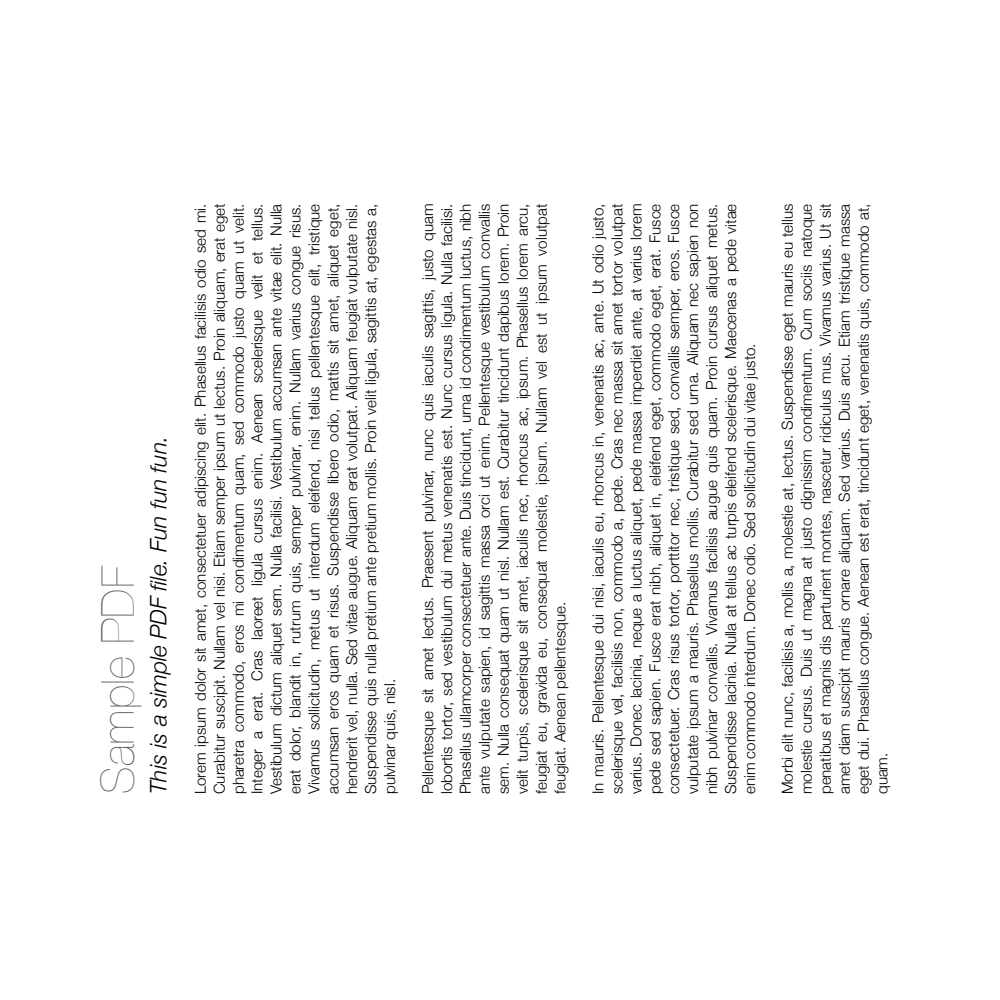 Sample PDF
This is a simple PDF file. Fun fun fun.
Lorem ipsum dolor sit amet, consectetuer adipiscing elit. Phasellus facilisis odio sed mi.
Curabitur suscipit. Nullam vel nisi. Etiam semper ipsum ut lectus. Proin aliquam, erat eget
pharetra commodo, eros mi condimentum quam, sed commodo justo quam ut velit.
Integer a erat. Cras laoreet ligula cursus enim. Aenean scelerisque velit et tellus.
Vestibulum dictum aliquet sem. Nulla facilisi. Vestibulum accumsan ante vitae elit. Nulla
erat dolor, blandit in, rutrum quis, semper pulvinar, enim. Nullam varius congue risus.
Vivamus sollicitudin, metus ut interdum eleifend, nisi tellus pellentesque elit, tristique
accumsan eros quam et risus. Suspendisse libero odio, mattis sit amet, aliquet eget,
hendrerit vel, nulla. Sed vitae augue. Aliquam erat volutpat. Aliquam feugiat vulputate nisl.
Suspendisse quis nulla pretium ante pretium mollis. Proin velit ligula, sagittis at, egestas a,
pulvinar quis, nisl.
Pellentesque sit amet lectus. Praesent pulvinar, nunc quis iaculis sagittis, justo quam
lobortis tortor, sed vestibulum dui metus venenatis est. Nunc cursus ligula. Nulla facilisi.
Phasellus ullamcorper consectetuer ante. Duis tincidunt, urna id condimentum luctus, nibh
ante vulputate sapien, id sagittis massa orci ut enim. Pellentesque vestibulum convallis
sem. Nulla consequat quam ut nisl. Nullam est. Curabitur tincidunt dapibus lorem. Proin
velit turpis, scelerisque sit amet, iaculis nec, rhoncus ac, ipsum. Phasellus lorem arcu,
feugiat eu, gravida eu, consequat molestie, ipsum. Nullam vel est ut ipsum volutpat
feugiat. Aenean pellentesque.
In mauris. Pellentesque dui nisi, iaculis eu, rhoncus in, venenatis ac, ante. Ut odio justo,
scelerisque vel, facilisis non, commodo a, pede. Cras nec massa sit amet tortor volutpat
varius. Donec lacinia, neque a luctus aliquet, pede massa imperdiet ante, at varius lorem
pede sed sapien. Fusce erat nibh, aliquet in, eleifend eget, commodo eget, erat. Fusce
consectetuer. Cras risus tortor, porttitor nec, tristique sed, convallis semper, eros. Fusce
vulputate ipsum a mauris. Phasellus mollis. Curabitur sed urna. Aliquam nec sapien non
nibh pulvinar convallis. Vivamus facilisis augue quis quam. Proin cursus aliquet metus.
Suspendisse lacinia. Nulla at tellus ac turpis eleifend scelerisque. Maecenas a pede vitae
enim commodo interdum. Donec odio. Sed sollicitudin dui vitae justo.
Morbi elit nunc, facilisis a, mollis a, molestie at, lectus. Suspendisse eget mauris eu tellus
molestie cursus. Duis ut magna at justo dignissim condimentum. Cum sociis natoque
penatibus et magnis dis parturient montes, nascetur ridiculus mus. Vivamus varius. Ut sit
amet diam suscipit mauris ornare aliquam. Sed varius. Duis arcu. Etiam tristique massa
eget dui. Phasellus congue. Aenean est erat, tincidunt eget, venenatis quis, commodo at,
quam.